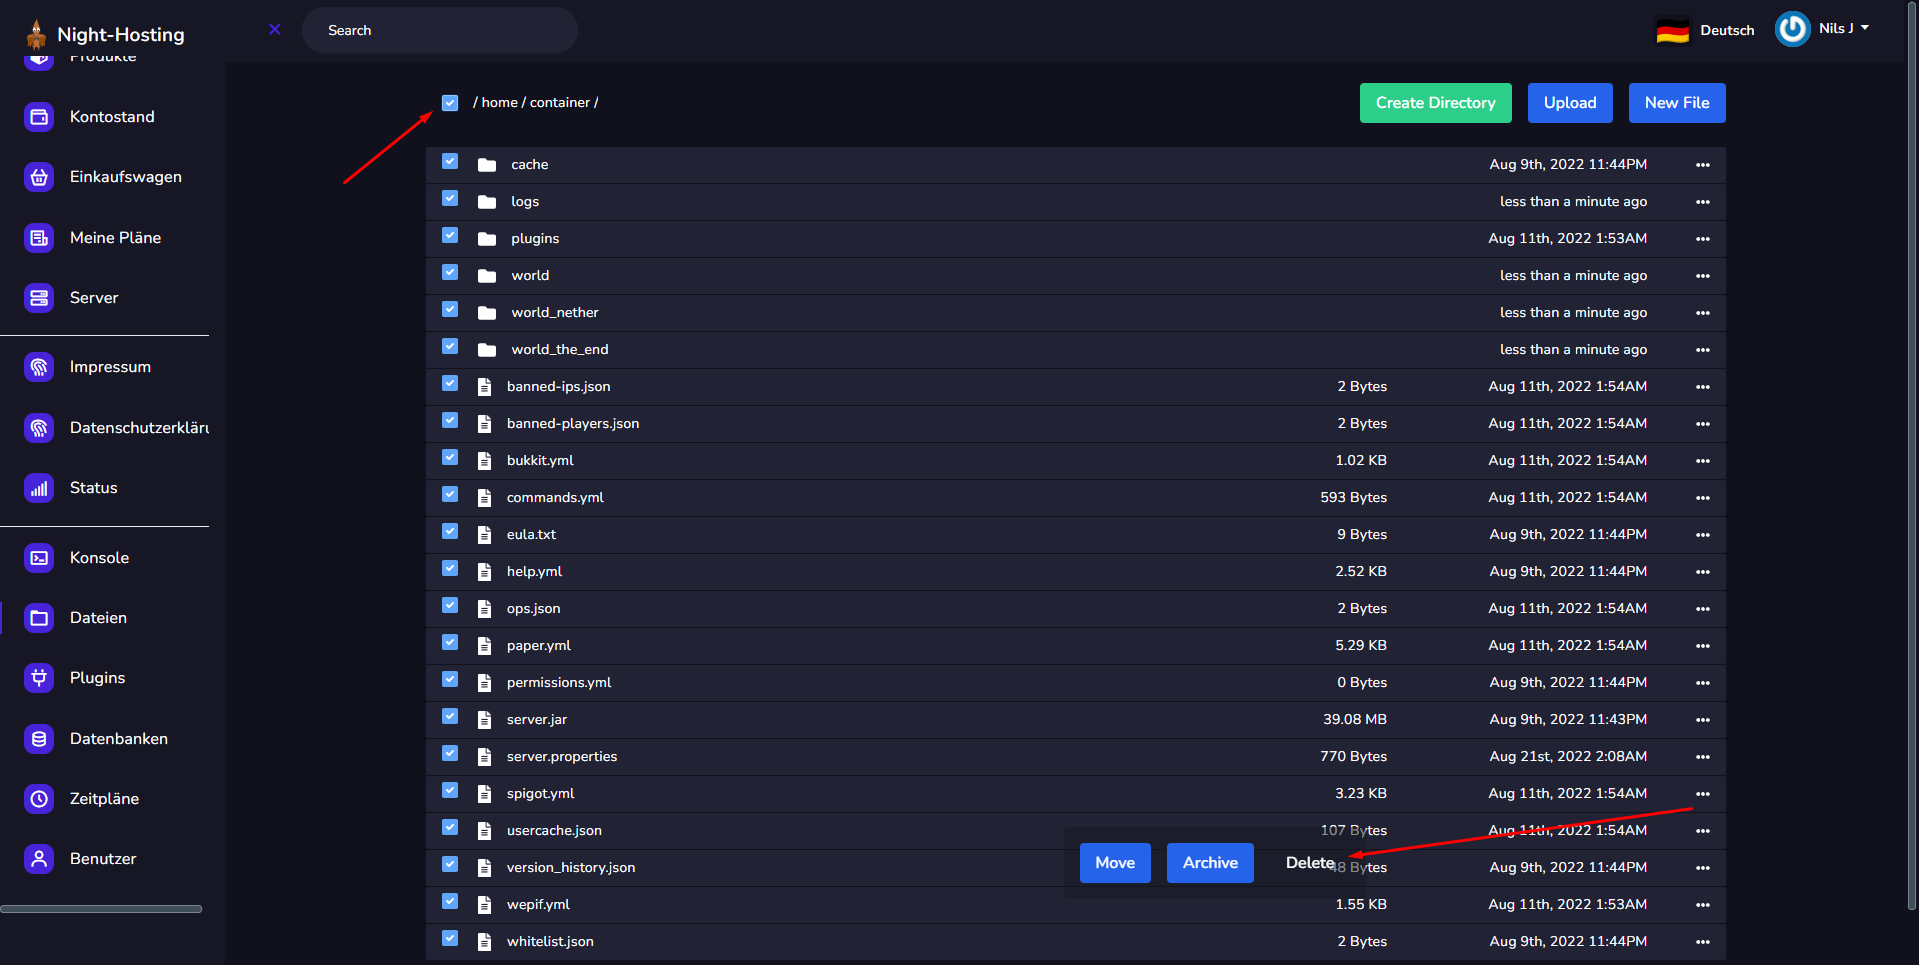 Night-Hosting
Search
Deutsch
Nils J
Produkte
Kontostand
Einkaufswagen
Meine Pläne
Server
Impressum
Datenschutzerkläru
Status
Konsole
Dateien
Plugins
Datenbanken
Zeitpläne
Benutzer
/ home / container /
Create Directory
Upload
New File
cache Aug 9th, 2022 11:44PM
logs less than a minute ago
plugins Aug 11th, 2022 1:53AM
world less than a minute ago
world_nether less than a minute ago
world_the_end less than a minute ago
banned-ips.json 2 Bytes Aug 11th, 2022 1:54AM
banned-players.json 2 Bytes Aug 11th, 2022 1:54AM
bukkit.yml 1.02 KB Aug 11th, 2022 1:54AM
commands.yml 593 Bytes Aug 11th, 2022 1:54AM
eula.txt 9 Bytes Aug 9th, 2022 11:44PM
help.yml 2.52 KB Aug 9th, 2022 11:44PM
ops.json 2 Bytes Aug 11th, 2022 1:54AM
paper.yml 5.29 KB Aug 11th, 2022 1:54AM
permissions.yml 0 Bytes Aug 9th, 2022 11:44PM
server.jar 39.08 MB Aug 9th, 2022 11:43PM
server.properties 770 Bytes Aug 21st, 2022 2:08AM
spigot.yml 3.23 KB Aug 11th, 2022 1:54AM
usercache.json 107 Bytes Aug 11th, 2022 1:54AM
version_history.json 48 Bytes Aug 9th, 2022 11:44PM
wepif.yml 1.55 KB Aug 11th, 2022 1:53AM
whitelist.json 2 Bytes Aug 9th, 2022 11:44PM
Move
Archive
Delete